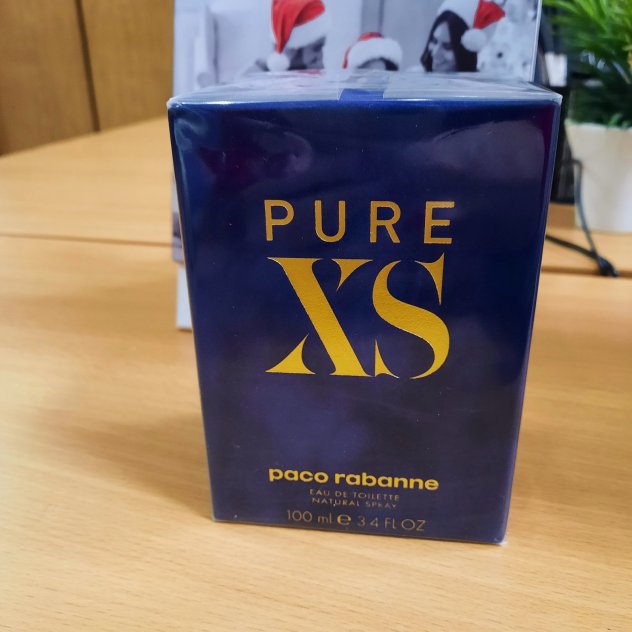 PURE
XS
paco rabanne
EAU DE TOILETTE
NATURAL SPRAY
100 ml e 3.4 FL OZ